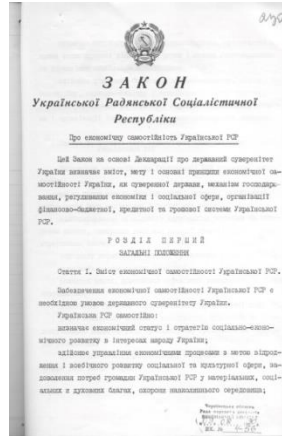 ЗАКОН
Української Радянської Соціалістичної
Республіки
Про економічну самостійність Української РСР
Цей Закон на основі Декларації про державний суверенітет
України визначає зміст, мету і основні принципи економічної са-
мостійності України, як суверенної держави, механізм господарю-
вання, регулювання економіки і соціальної сфери, організації
фінансово-бюджетної, кредитної та грошової системи Української
РСР.
РОЗДІЛ ПЕРШИЙ
ЗАГАЛЬНІ ПОЛОЖЕННЯ
Стаття 1. Зміст економічної самостійності Української РСР.
Забезпечення економічної самостійності Української РСР є
необхідною умовою державного суверенітету України.
Українська РСР самостійно:
визначає економічний статус і стратегію соціально-еконо-
мічного розвитку в інтересах народу України;
здійснює управління економічними процесами з метою відрод-
ження і всебічного розвитку соціальної та культурної сфери, за-
доволення потреб громадян Української РСР у матеріальних, соці-
альних і духовних благах, охорони навколишнього середовища;